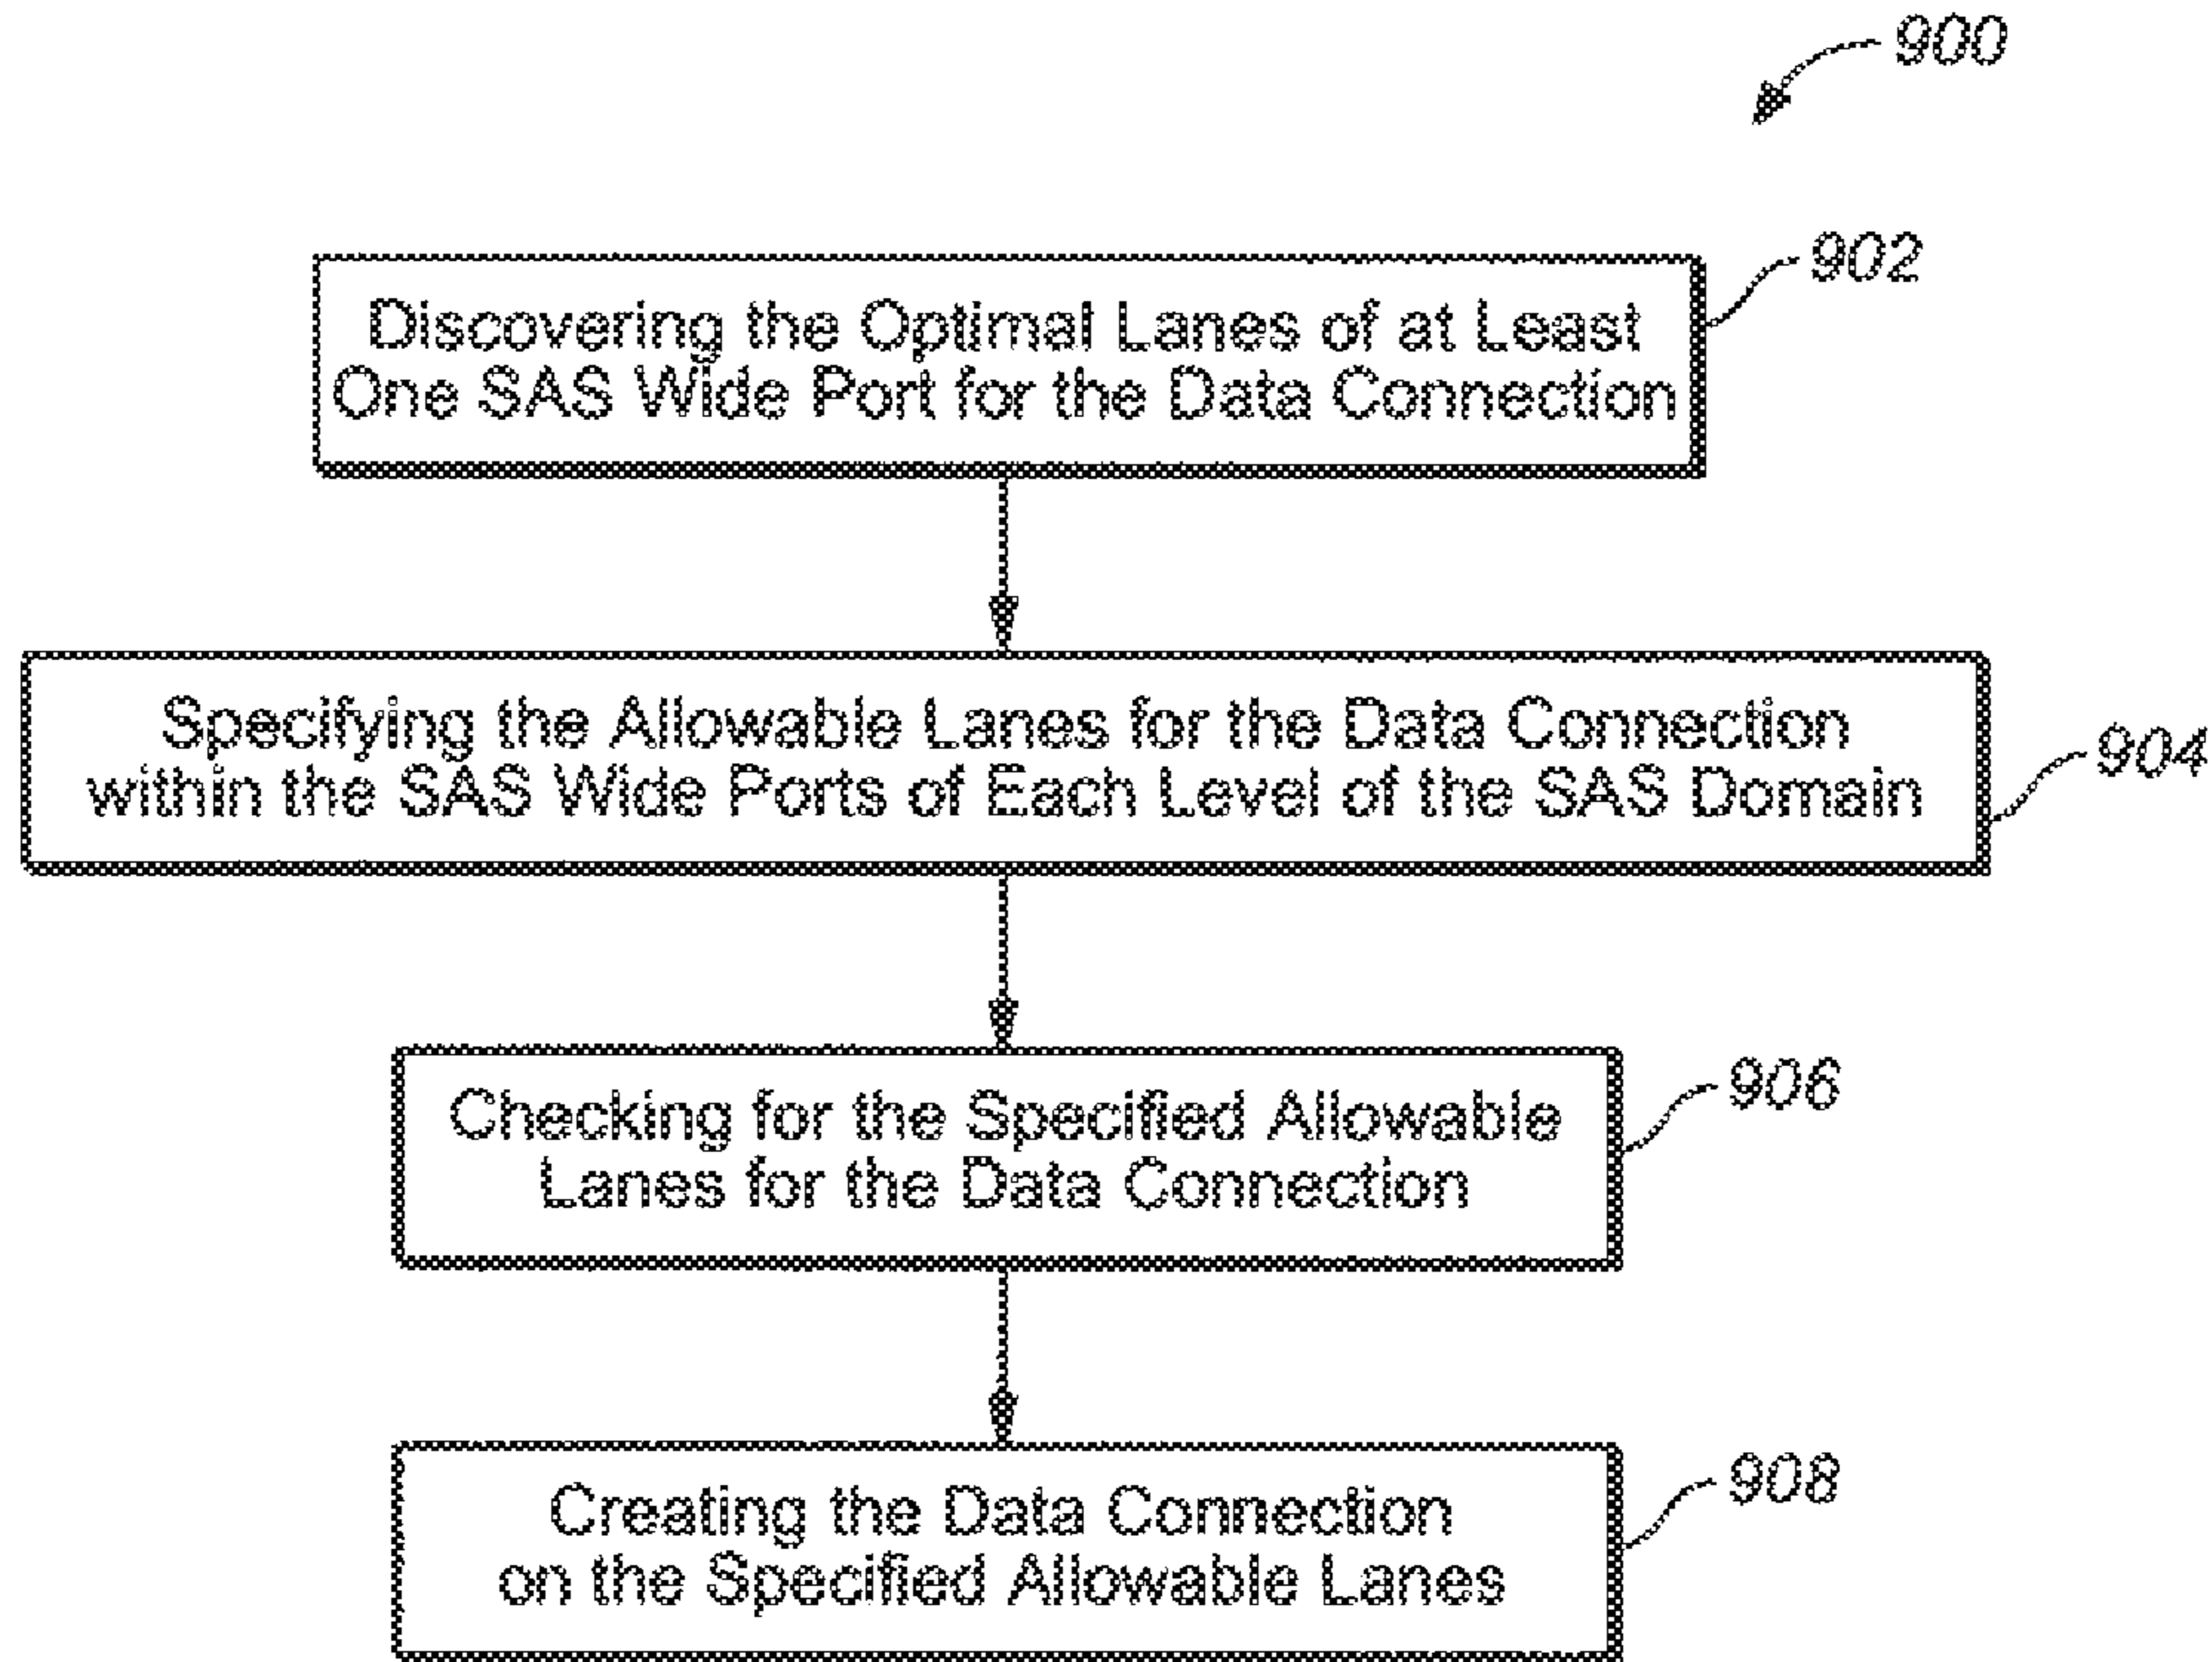 900
902
Discovering the Optimal Lanes of at Least
One SAS Wide Port for the Data Connection
Specifying the Allowable Lanes for the Data Connection
within the SAS Wide Ports of Each Level of the SAS Domain
904
Checking for the Specified Allowable
Lanes for the Data Connection
906
Creating the Data Connection
on the Specified Allowable Lanes
908